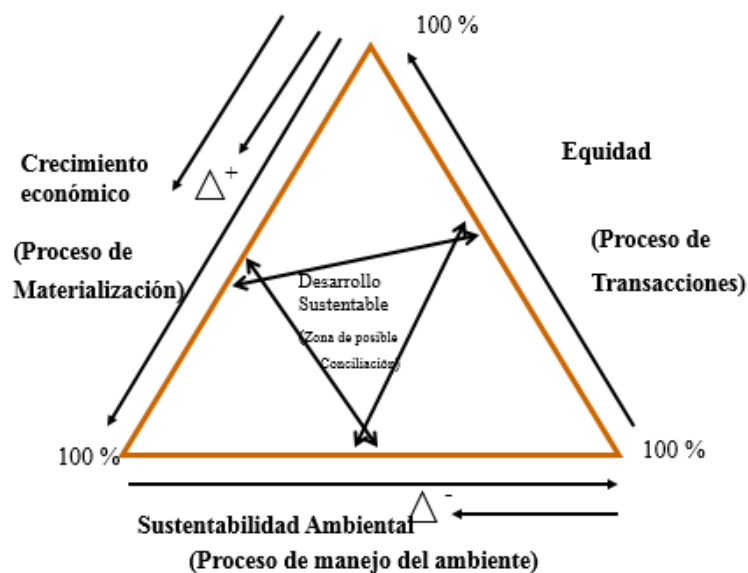 100 %
Crecimiento
económico
△+
(Proceso de
Materialización)
Equidad
(Proceso de
Transacciones)
Desarrollo
Sustentable
(Zona de posible
Conciliación)
100 %
100 %
△-
Sustentabilidad Ambiental
(Proceso de manejo del ambiente)